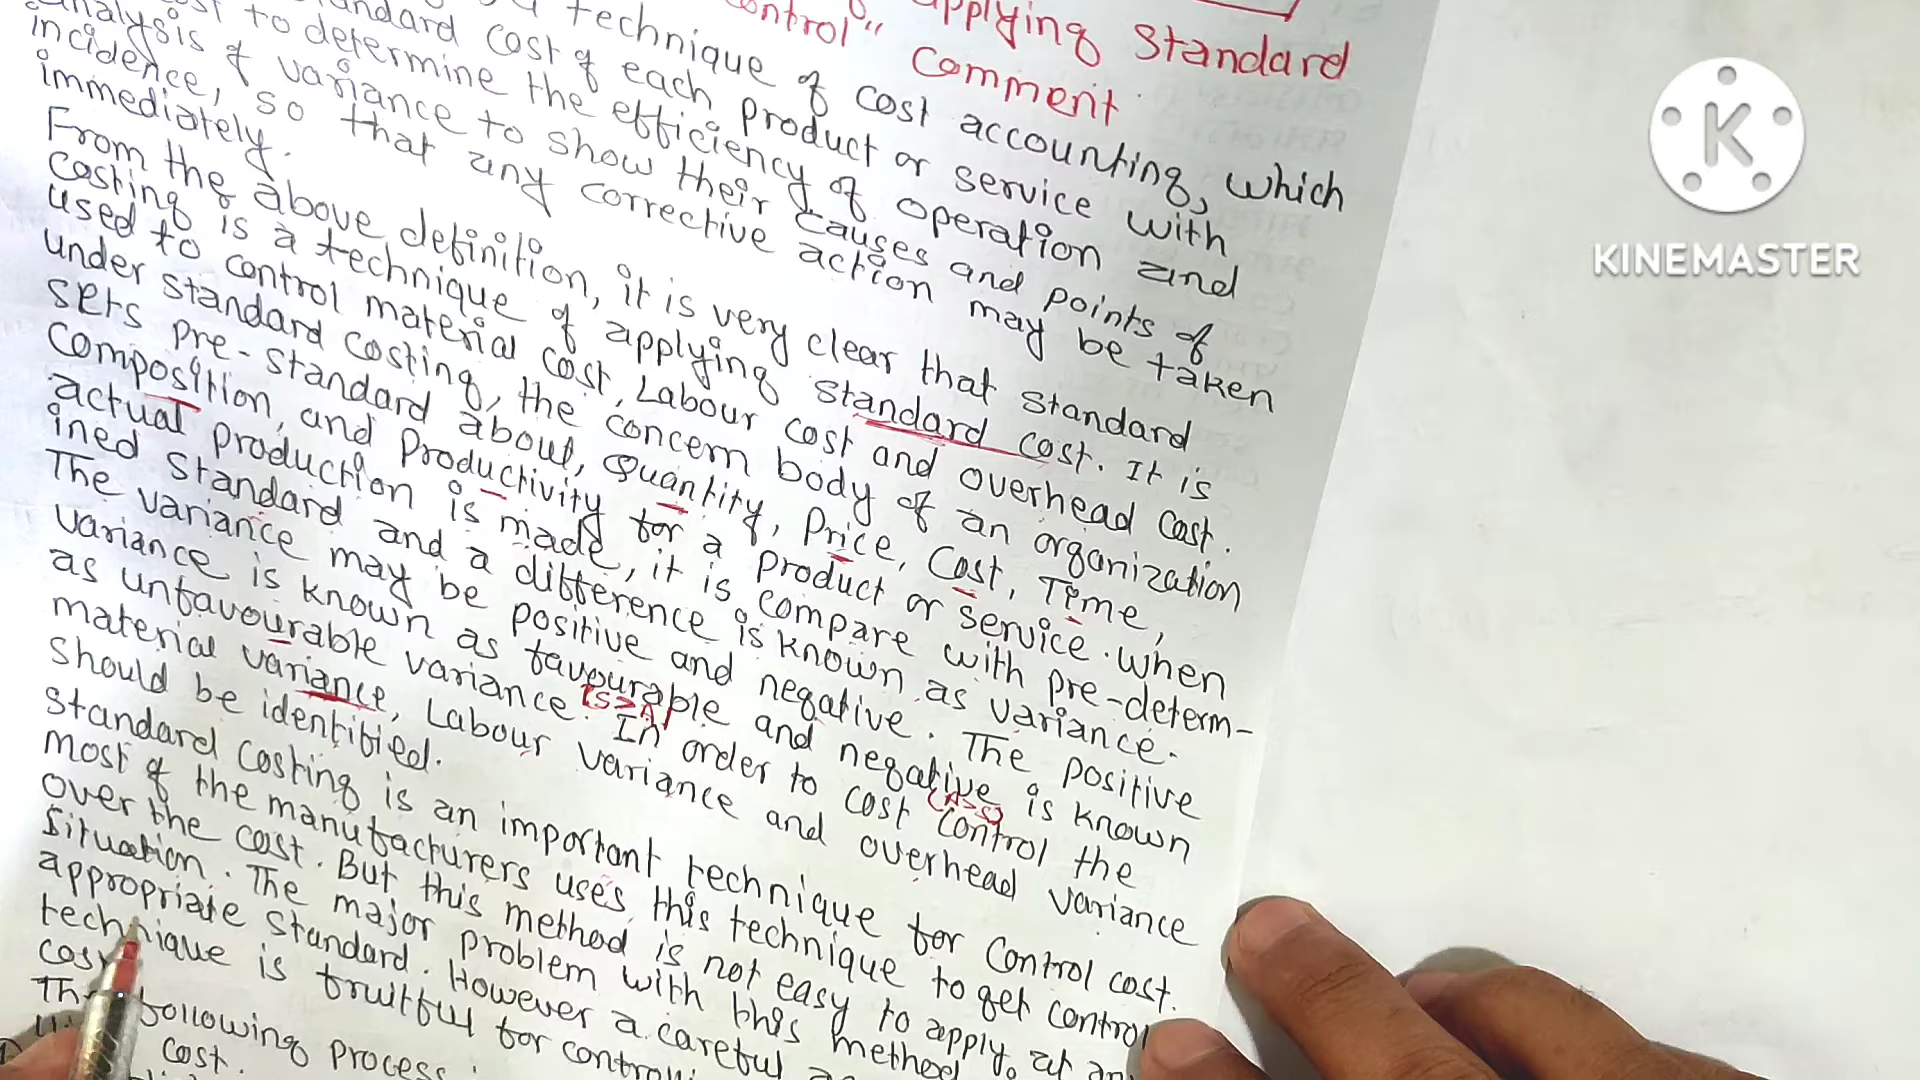 applying Standard
control" Comment
technique of cost accounting, which
standard cost of each product or service with
cost to determine the efficiency of operation and
analysis of variance to show their causes and points of
incidence, so that any corrective action may be taken
immediately.
From the above definition, it is very clear that standard
costing is a technique of applying standard cost. It is
used to control material cost, Labour cost and overhead cost.
under standard costing, the concern body of an organization
sets pre-standard about, quantity, Price, Cost, Time,
Composition, and Productivity for a product or service. When
actual production is made, it is compare with pre-determ-
ined standard and a difference is known as variance.
The variance may be positive and negative. The positive
variance is known as favourable and negative is known
(S>A) (A>S)
as unfavourable variance. In order to cost control the
material variance, Labour variance and overhead variance
should be identified.
Standard costing is an important technique for control cost.
most of the manufacturers uses this technique to get control
over the cost. But this method is not easy to apply at any
situation. The major problem with this method
appropriate standard. However a careful
technique is fruitful for
cost
The following process
cost.
KINEMASTER